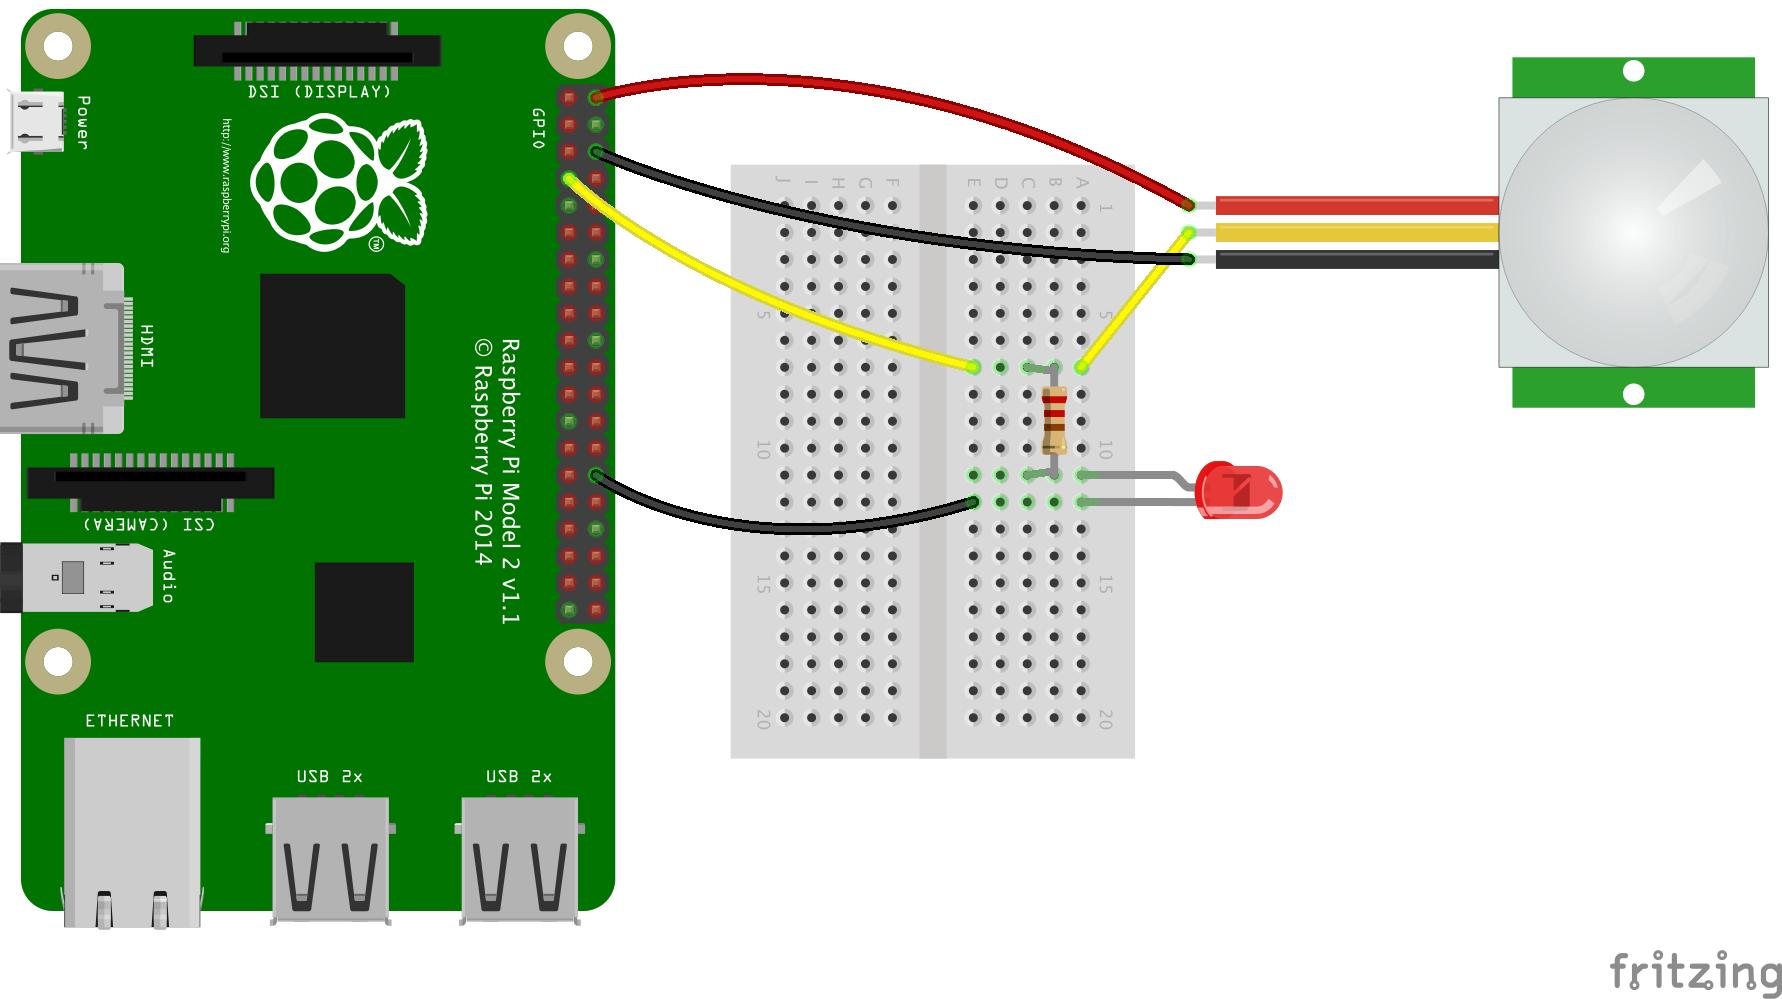 DSI (DISPLAY)
Power
http://www.raspberrypi.org
TM
GPIO
HDMI
Raspberry Pi Model 2 v1.1
© Raspberry Pi 2014
CSI (CAMERA)
Audio
ETHERNET
USB 2x
USB 2x
J I H G F E D C B A
1
5 5
10 10
15 15
20 20
fritzing